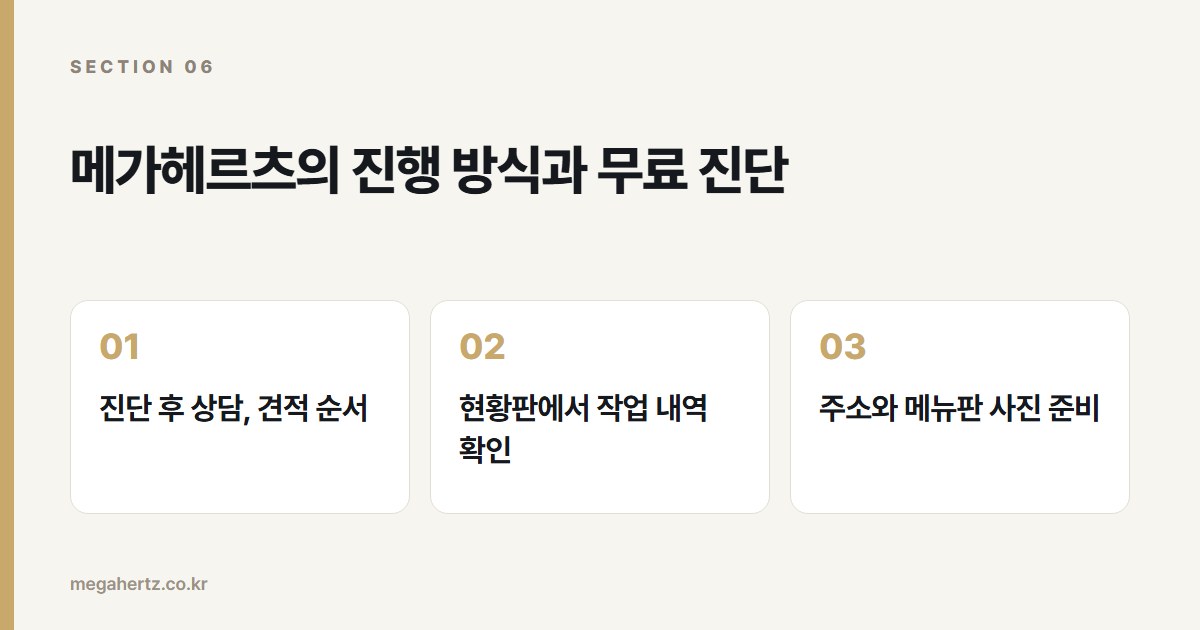 SECTION 06
메가헤르츠의 진행 방식과 무료 진단
01
진단 후 상담, 견적 순서
02
현황판에서 작업 내역
확인
03
주소와 메뉴판 사진 준비
megahertz.co.kr